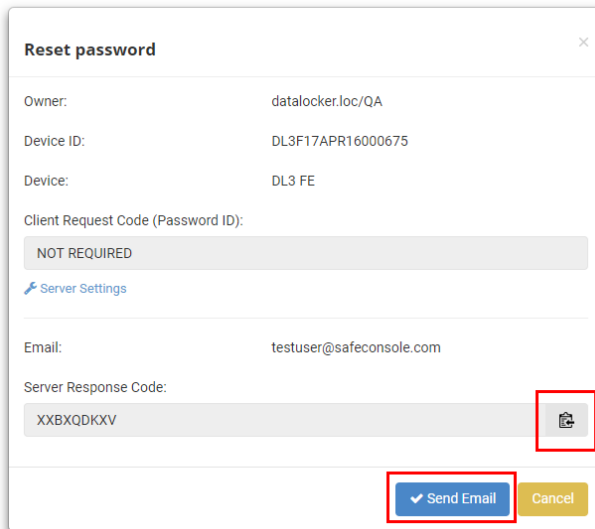 Reset password
×
Owner: datalocker.loc/QA
Device ID: DL3F17APR16000675
Device: DL3 FE
Client Request Code (Password ID):
NOT REQUIRED
Server Settings
Email: testuser@safeconsole.com
Server Response Code:
XXBXQDKXV
Send Email Cancel